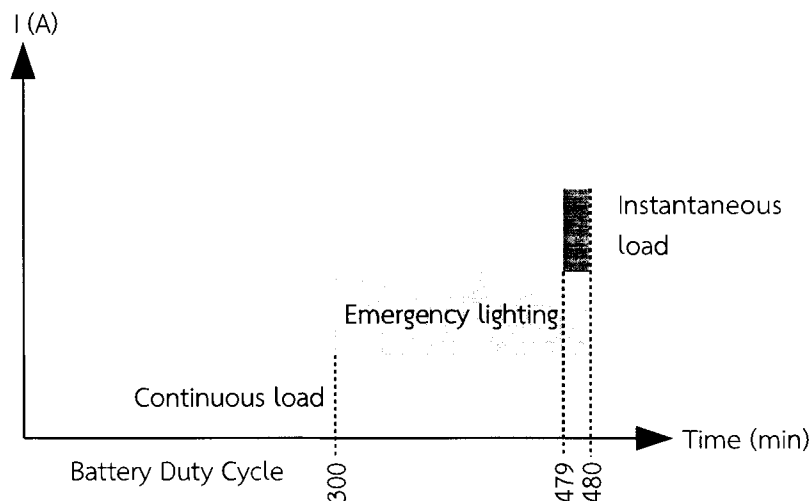 I (A)
Instantaneous
load
Emergency lighting
Continuous load
Time (min)
Battery Duty Cycle
300
479
480